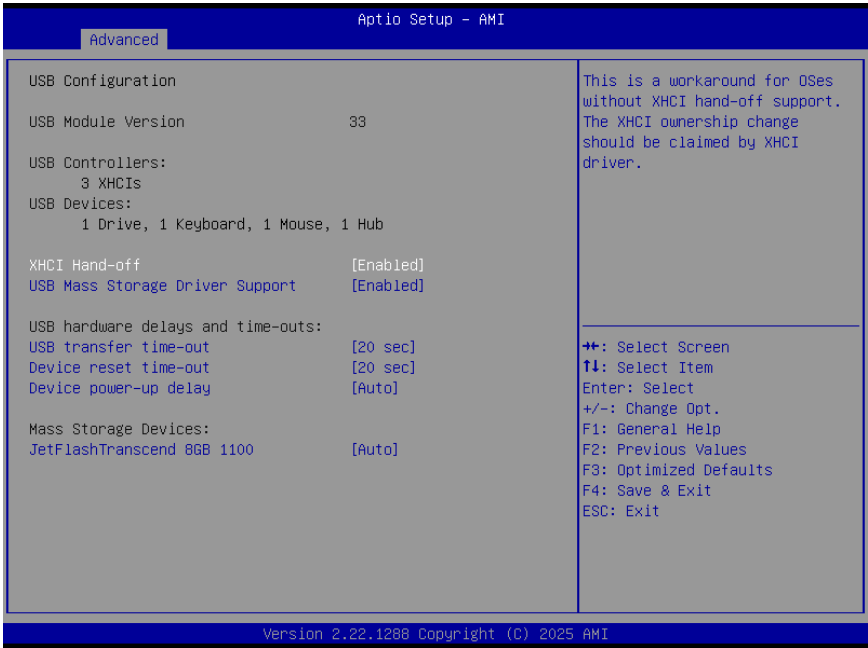 Aptio Setup – AMI
Advanced
USB Configuration
USB Module Version 33
USB Controllers:
3 XHCIs
USB Devices:
1 Drive, 1 Keyboard, 1 Mouse, 1 Hub
XHCI Hand-off [Enabled]
USB Mass Storage Driver Support [Enabled]
USB hardware delays and time-outs:
USB transfer time-out [20 sec]
Device reset time-out [20 sec]
Device power-up delay [Auto]
Mass Storage Devices:
JetFlashTranscend 8GB 1100 [Auto]
This is a workaround for OSes
without XHCI hand-off support.
The XHCI ownership change
should be claimed by XHCI
driver.
→←: Select Screen
↑↓: Select Item
Enter: Select
+/-: Change Opt.
F1: General Help
F2: Previous Values
F3: Optimized Defaults
F4: Save & Exit
ESC: Exit
Version 2.22.1288 Copyright (C) 2025 AMI